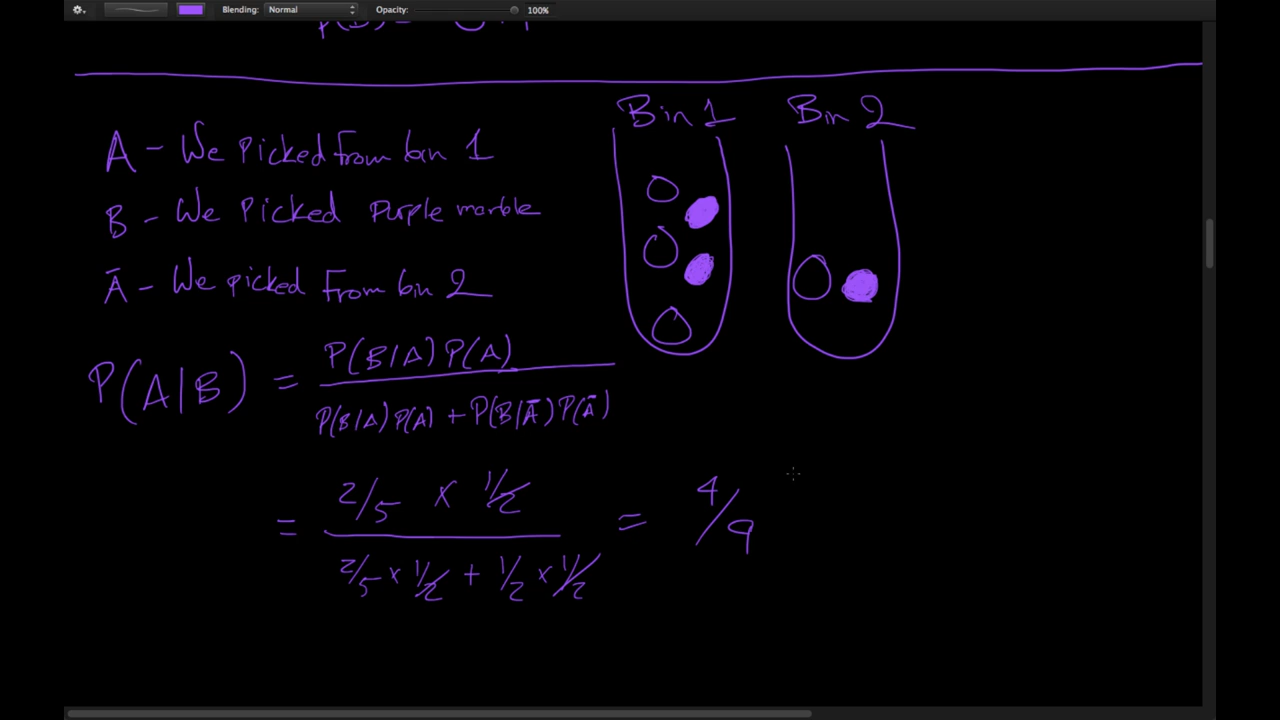 Blending: Normal Opacity: 100%
Bin 1 Bin 2
A - We Picked From bin 1
B - We Picked Purple marble
Ā - We picked From bin 2
P(A|B) = P(B/A) P(A)
P(B/A) P(A) + P(B/Ā) P(Ā)
= 2/5 x 1/2 = 4/9
2/5 x 1/2 + 1/2 x 1/2